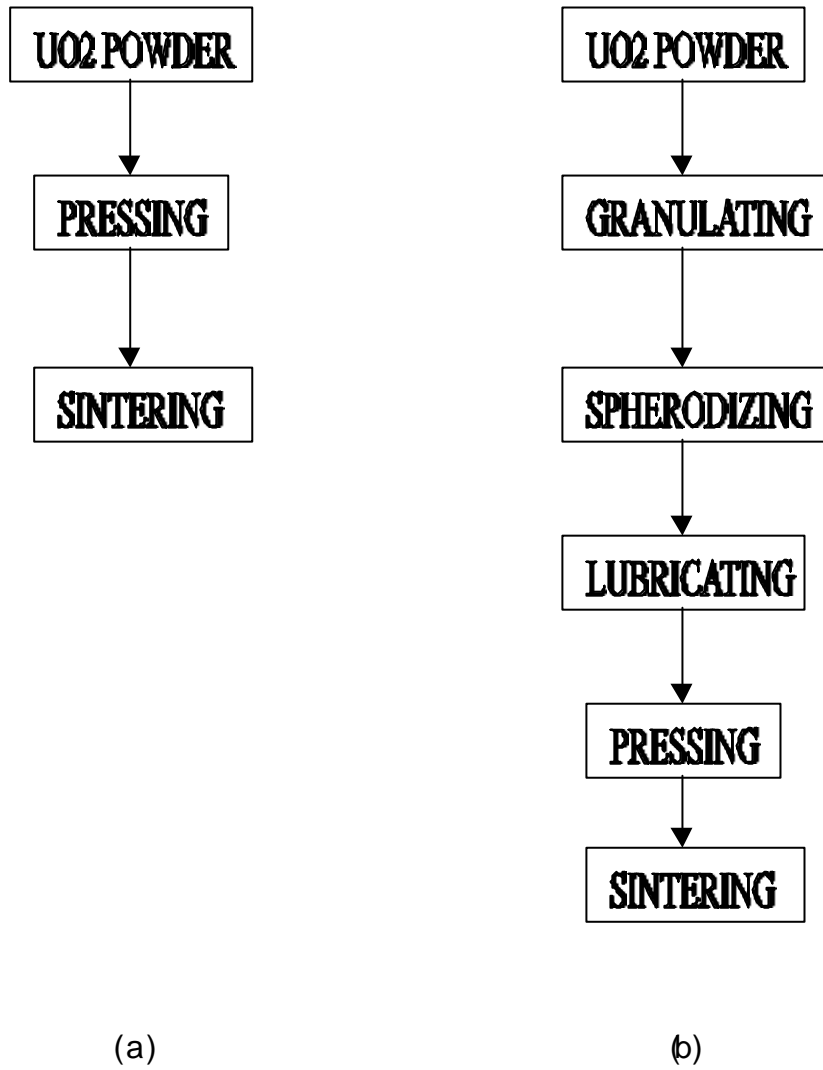 UO2 POWDER
PRESSING
SINTERING
(a)
UO2 POWDER
GRANULATING
SPHERODIZING
LUBRICATING
PRESSING
SINTERING
(b)